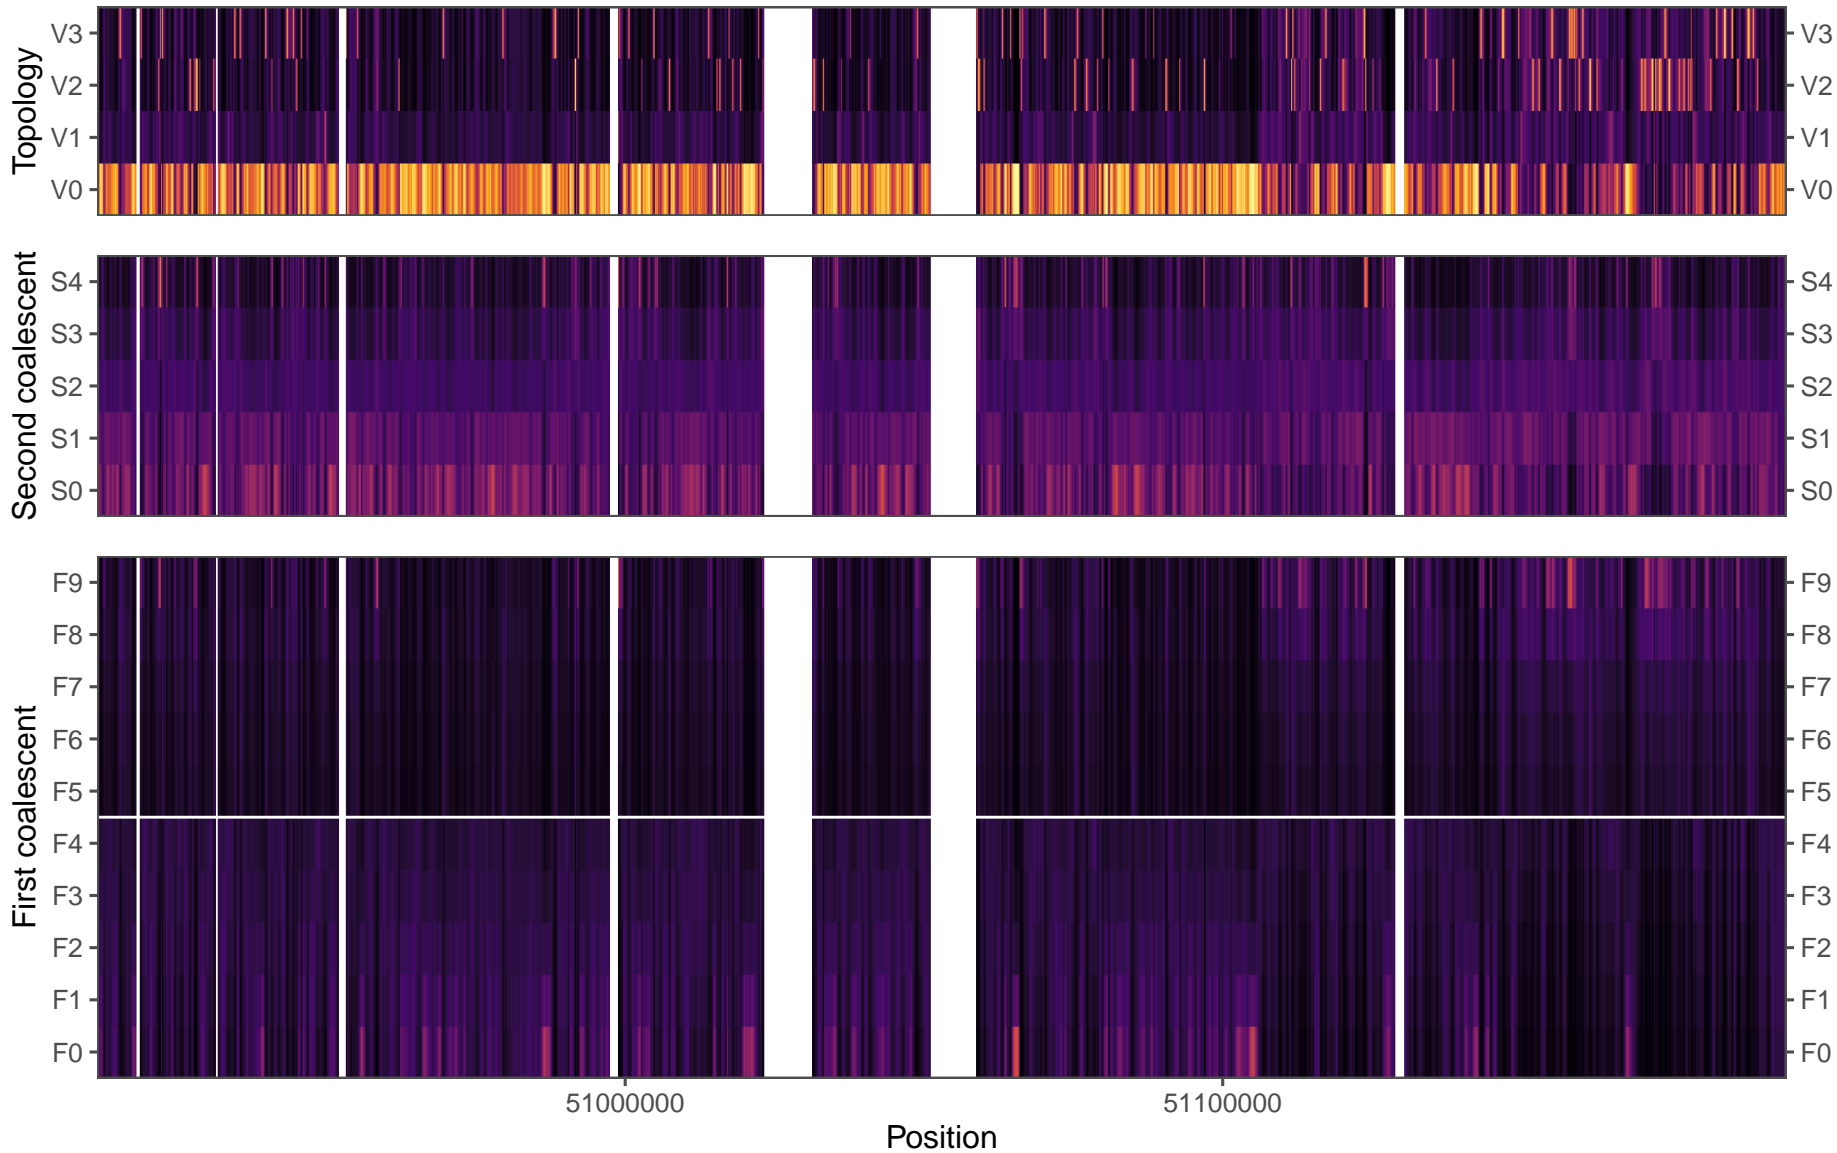 Topology
V3
V2
V1
V0
V3
V2
V1
V0
Second coalescent
S4
S3
S2
S1
S0
S4
S3
S2
S1
S0
First coalescent
F9
F8
F7
F6
F5
F4
F3
F2
F1
F0
F9
F8
F7
F6
F5
F4
F3
F2
F1
F0
51000000
51100000
Position